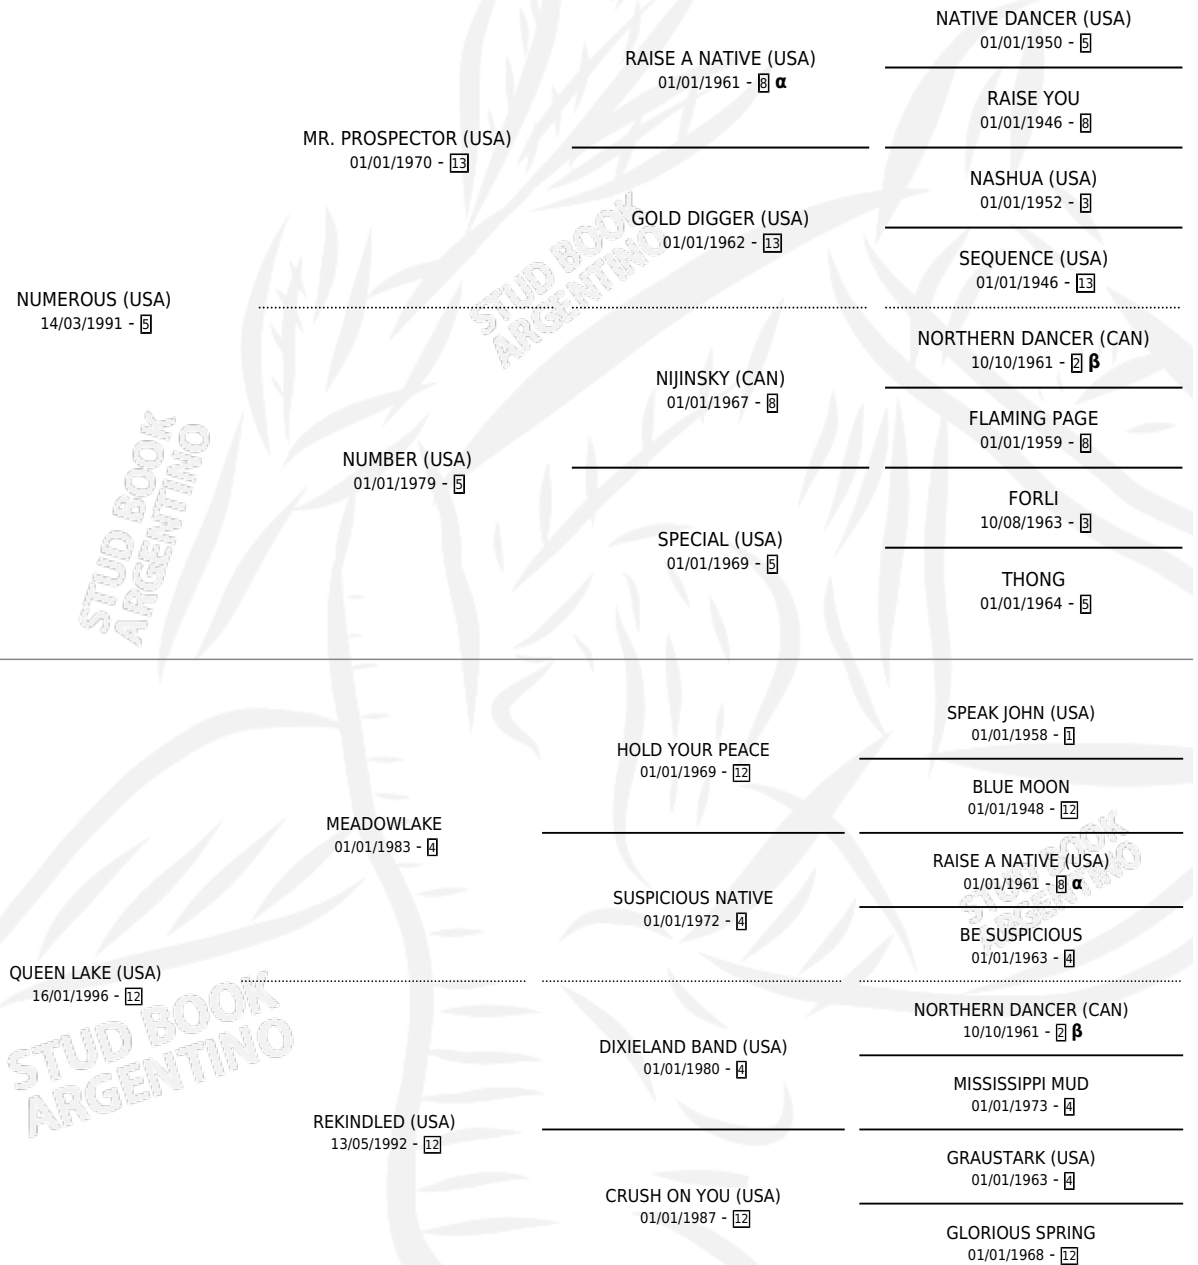 NATIVE DANCER (USA)
01/01/1950 - 5
RAISE A NATIVE (USA)
01/01/1961 - 8 α
RAISE YOU
01/01/1946 - 8
MR. PROSPECTOR (USA)
01/01/1970 - 13
NASHUA (USA)
01/01/1952 - 3
GOLD DIGGER (USA)
01/01/1962 - 13
SEQUENCE (USA)
01/01/1946 - 13
STUD BOOK
ARGENTINO
NUMEROUS (USA)
14/03/1991 - 5
NORTHERN DANCER (CAN)
10/10/1961 - 2 β
NIJINSKY (CAN)
01/01/1967 - 8
FLAMING PAGE
01/01/1959 - 8
NUMBER (USA)
01/01/1979 - 5
FORLI
10/08/1963 - 3
SPECIAL (USA)
01/01/1969 - 5
THONG
01/01/1964 - 5
STUD BOOK
ARGENTINO
SPEAK JOHN (USA)
01/01/1958 - 1
HOLD YOUR PEACE
01/01/1969 - 12
BLUE MOON
01/01/1948 - 12
MEADOWLAKE
01/01/1983 - 4
RAISE A NATIVE (USA)
01/01/1961 - 8 α
SUSPICIOUS NATIVE
01/01/1972 - 4
BE SUSPICIOUS
01/01/1963 - 4
STUD BOOK
ARGENTINO
QUEEN LAKE (USA)
16/01/1996 - 12
NORTHERN DANCER (CAN)
10/10/1961 - 2 β
DIXIELAND BAND (USA)
01/01/1980 - 4
MISSISSIPPI MUD
01/01/1973 - 4
STUD BOOK
ARGENTINO
REKINDLED (USA)
13/05/1992 - 12
GRAUSTARK (USA)
01/01/1963 - 4
CRUSH ON YOU (USA)
01/01/1987 - 12
GLORIOUS SPRING
01/01/1968 - 12